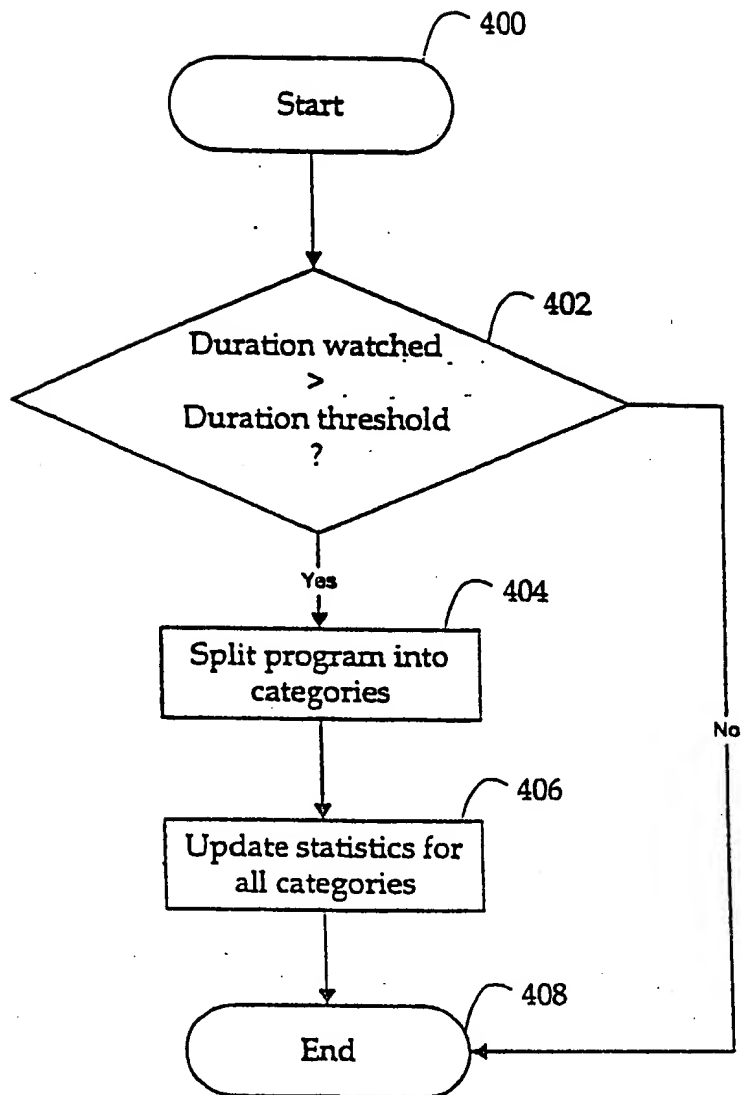 400
Start
402
Duration watched
>
Duration threshold
?
Yes
404
Split program into
categories
No
406
Update statistics for
all categories
408
End